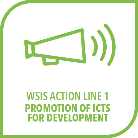 WSIS ACTION LINE 1
PROMOTION OF ICTS
FOR DEVELOPMENT